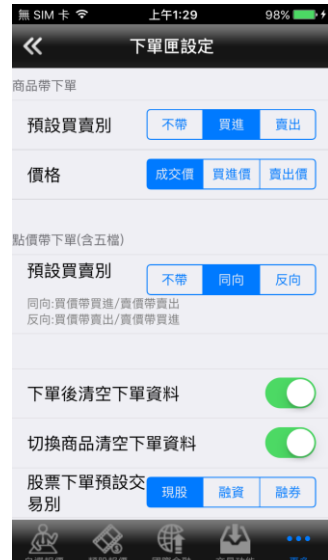 無 SIM 卡 上午1:29 98%
下單匣設定
商品帶下單
預設買賣別 不帶 買進 賣出
價格 成交價 買進價 賣出價
點價帶下單(含五檔)
預設買賣別 不帶 同向 反向
同向:買價帶買進/賣價帶賣出
反向:買價帶賣出/賣價帶買進
下單後清空下單資料
切換商品清空下單資料
股票下單預設交
易別 現股 融資 融券